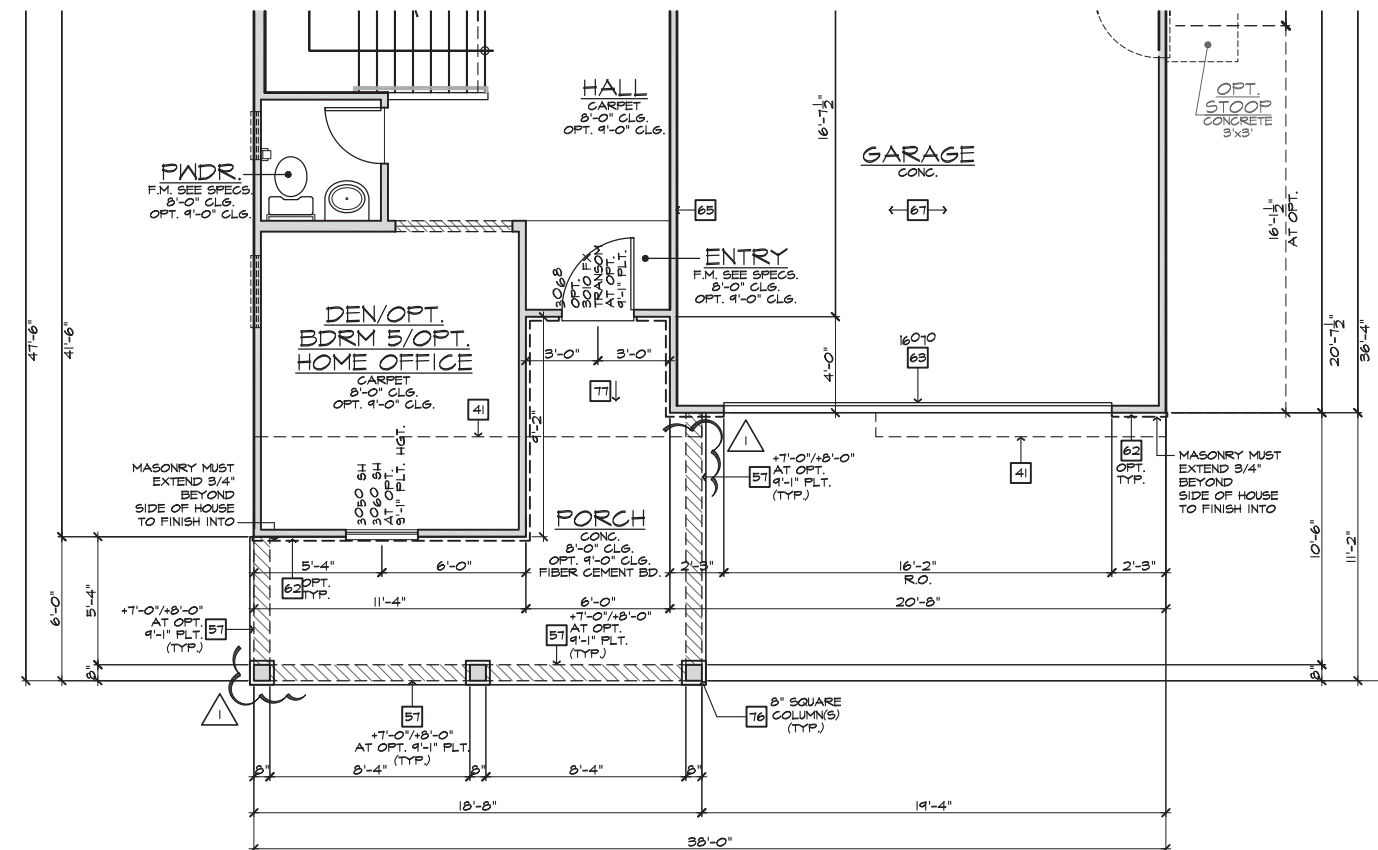 HALL
CARPET
8'-0" CLG.
OPT. 9'-0" CLG.
16'-7½"
GARAGE
CONC.
OPT.
STOOP
CONCRETE
3'x3'
PWDR.
F.M. SEE SPECS.
8'-0" CLG.
OPT. 9'-0" CLG.
65
67
16'-1½"
AT OPT.
ENTRY
F.M. SEE SPECS.
8'-0" CLG.
OPT. 9'-0" CLG.
3068
OPT.
3010 FX
TRANSOM
AT OPT.
9'-1" PLT.
DEN/OPT.
BDRM 5/OPT.
HOME OFFICE
CARPET
8'-0" CLG.
OPT. 9'-0" CLG.
47'-6"
41'-6"
3'-0"
3'-0"
77
4'-0"
16070
63
20'-7½"
36'-4"
41
9'-2"
3050 SH
3060 SH
AT OPT.
9'-1" PLT. HGT.
MASONRY MUST
EXTEND 3/4"
BEYOND
SIDE OF HOUSE
TO FINISH INTO
1
57
+7'-0"/+8'-0"
AT OPT.
9'-1" PLT.
(TYP.)
41
62
OPT.
TYP.
MASONRY MUST
EXTEND 3/4"
BEYOND
SIDE OF HOUSE
TO FINISH INTO
PORCH
CONC.
8'-0" CLG.
OPT. 9'-0" CLG.
FIBER CEMENT BD.
10'-6"
11'-2"
5'-4"
6'-0"
2'-3"
16'-2"
R.O.
2'-3"
62
OPT.
TYP.
11'-4"
6'-0"
20'-8"
6'-0"
5'-4"
+7'-0"/+8'-0"
AT OPT.
9'-1" PLT.
(TYP.)
57
+7'-0"/+8'-0"
AT OPT.
9'-1" PLT.
(TYP.)
57
8"
8"
1
57
+7'-0"/+8'-0"
AT OPT. 9'-1" PLT.
(TYP.)
76
8" SQUARE
COLUMN(S)
(TYP.)
8"
8'-4"
8"
8'-4"
8"
18'-8"
19'-4"
38'-0"